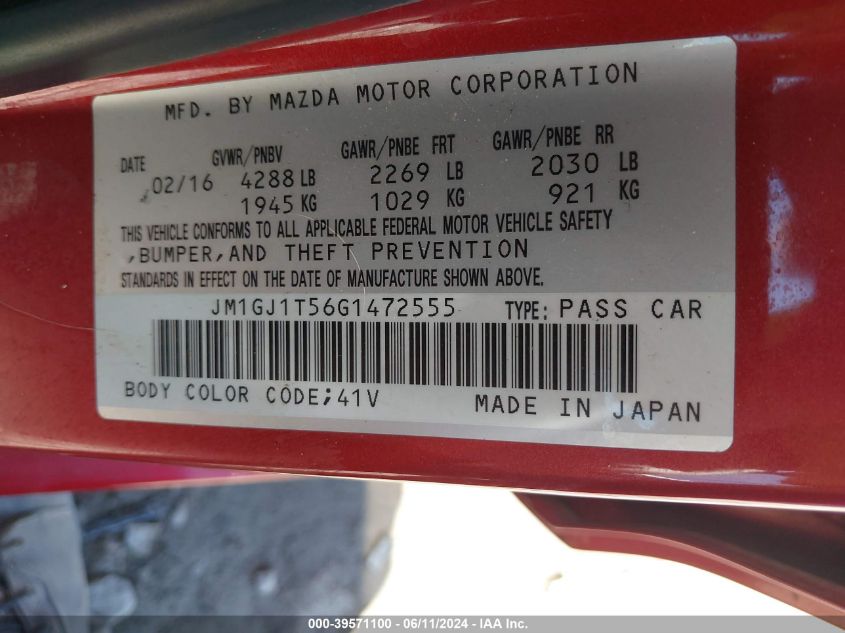 MFD. BY MAZDA MOTOR CORPORATION
DATE GVWR/PNBV GAWR/PNBE FRT GAWR/PNBE RR
02/16 4288 LB 2269 LB 2030 LB
1945 KG 1029 KG 921 KG
THIS VEHICLE CONFORMS TO ALL APPLICABLE FEDERAL MOTOR VEHICLE SAFETY
,BUMPER,AND THEFT PREVENTION
STANDARDS IN EFFECT ON THE DATE OF MANUFACTURE SHOWN ABOVE.
JM1GJ1T56G1472555 TYPE: PASS CAR
BODY COLOR CODE;41V MADE IN JAPAN
000-39571100 - 06/11/2024 - IAA Inc.